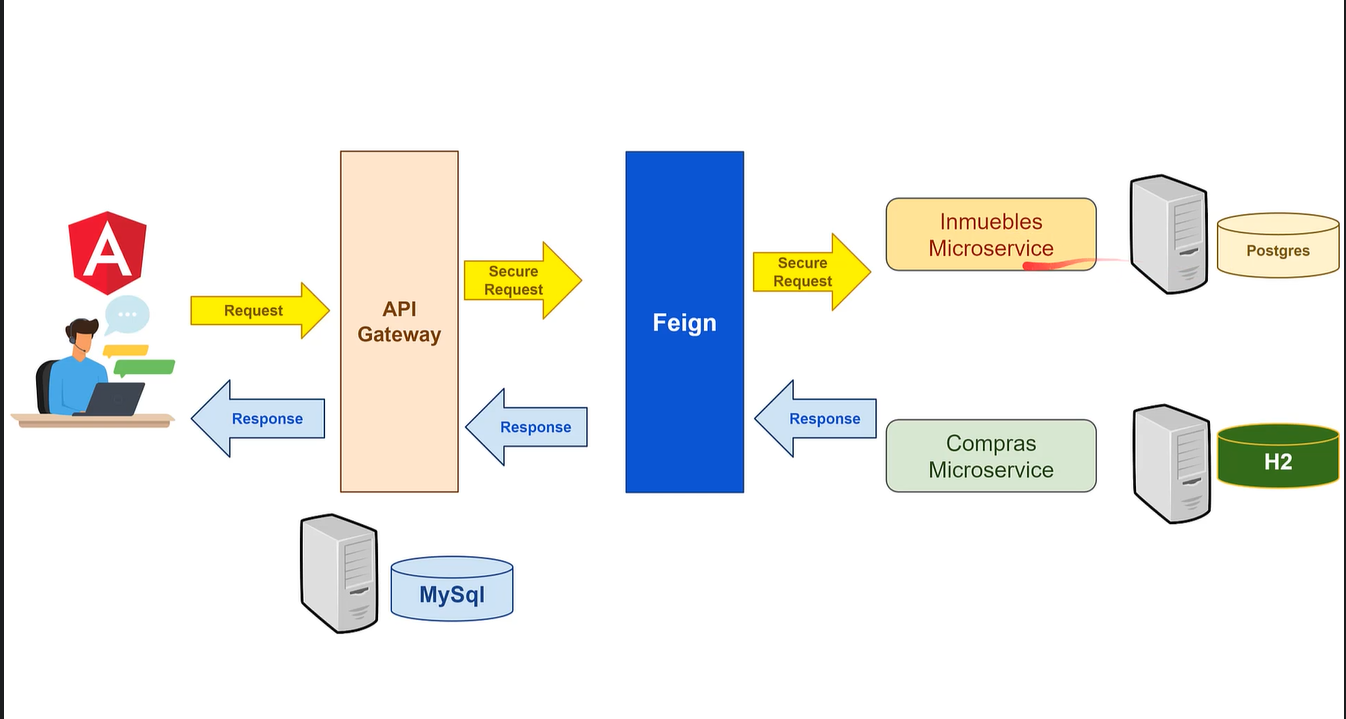 A
Request
Response
API
Gateway
MySql
Secure
Request
Response
Feign
Secure
Request
Response
Inmuebles
Microservice
Postgres
Compras
Microservice
H2